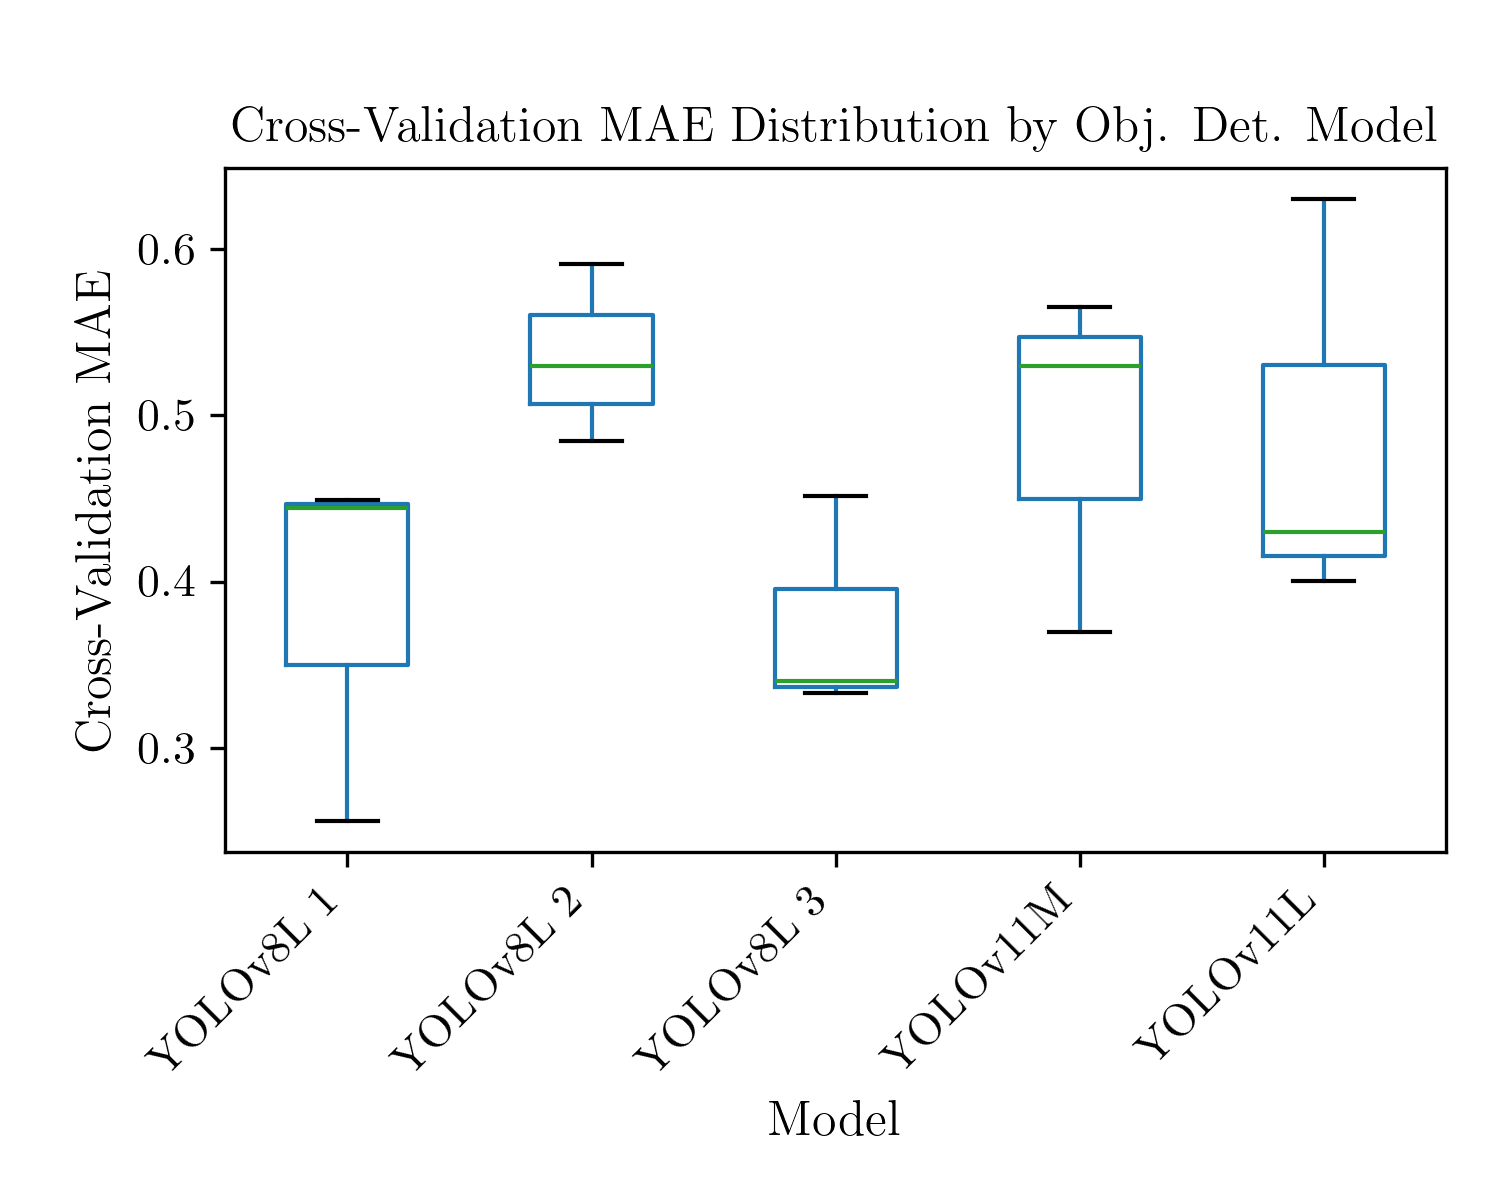 Cross-Validation MAE Distribution by Obj. Det. Model
Cross-Validation MAE
0.6
0.5
0.4
0.3
YOLOv8L 1
YOLOv8L 2
YOLOv8L 3
YOLOv11M
YOLOv11L
Model